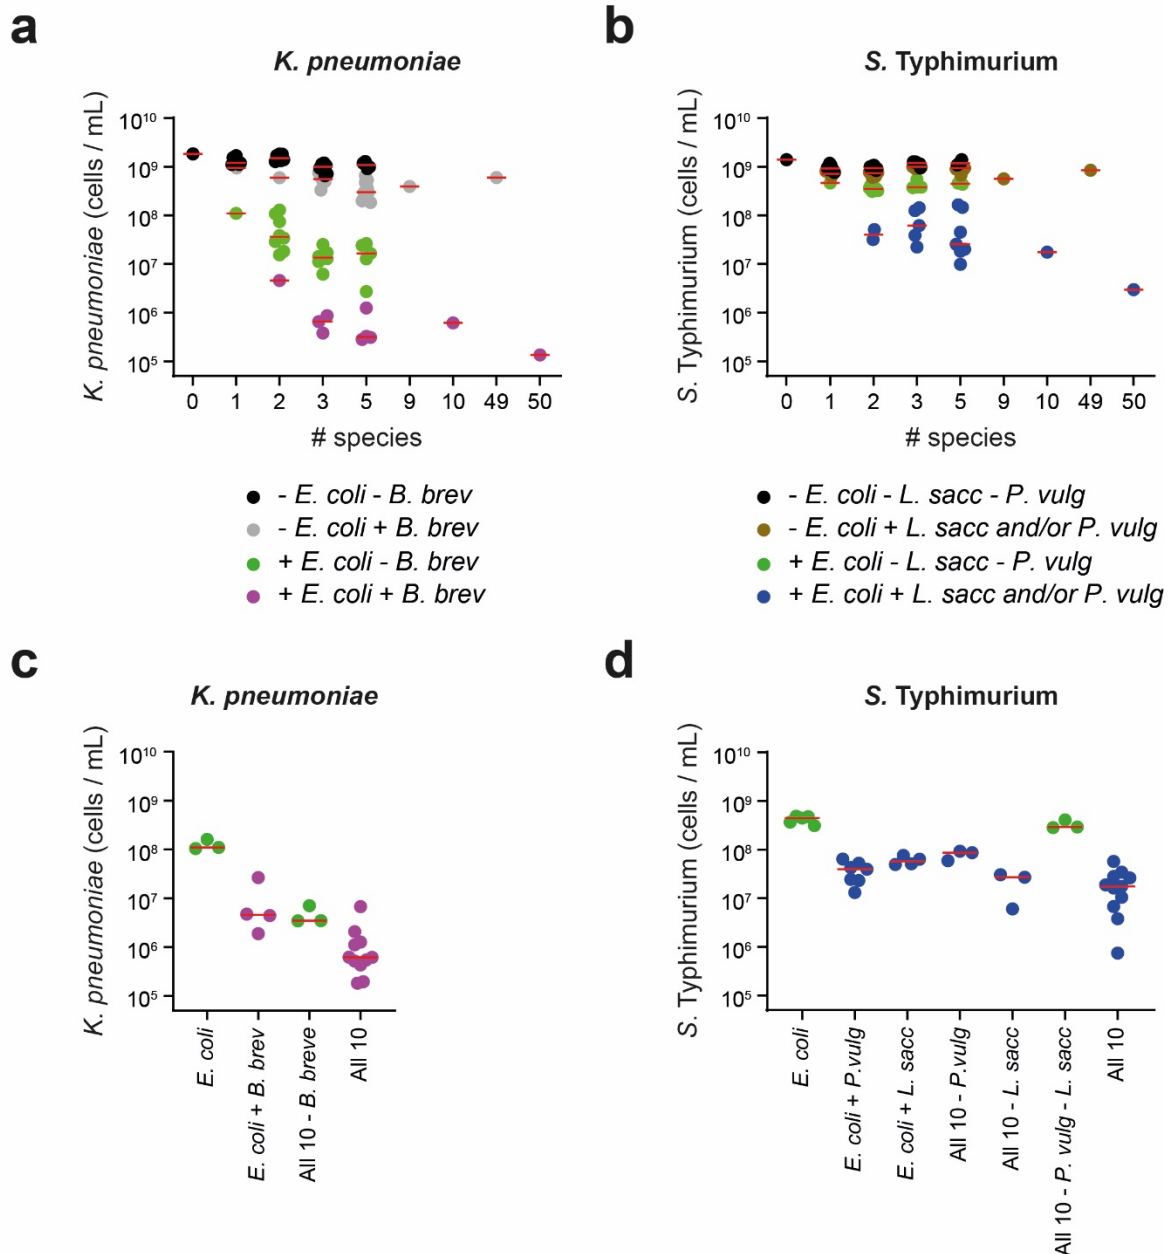 a
K. pneumoniae
K. pneumoniae (cells / mL)
10¹⁰
10⁹
10⁸
10⁷
10⁶
10⁵
0 1 2 3 5 9 10 49 50
# species
- E. coli - B. brev
- E. coli + B. brev
+ E. coli - B. brev
+ E. coli + B. brev
b
S. Typhimurium
S. Typhimurium (cells / mL)
10¹⁰
10⁹
10⁸
10⁷
10⁶
10⁵
0 1 2 3 5 9 10 49 50
# species
- E. coli - L. sacc - P. vulg
- E. coli + L. sacc and/or P. vulg
+ E. coli - L. sacc - P. vulg
+ E. coli + L. sacc and/or P. vulg
c
K. pneumoniae
K. pneumoniae (cells / mL)
10¹⁰
10⁹
10⁸
10⁷
10⁶
10⁵
E. coli
E. coli + B. brev
All 10 - B. breve
All 10
d
S. Typhimurium
S. Typhimurium (cells / mL)
10¹⁰
10⁹
10⁸
10⁷
10⁶
10⁵
E. coli
E. coli + P.vulg
E. coli + L. sacc
All 10 - P.vulg
All 10 - L. sacc
All 10 - P. vulg - L. sacc
All 10